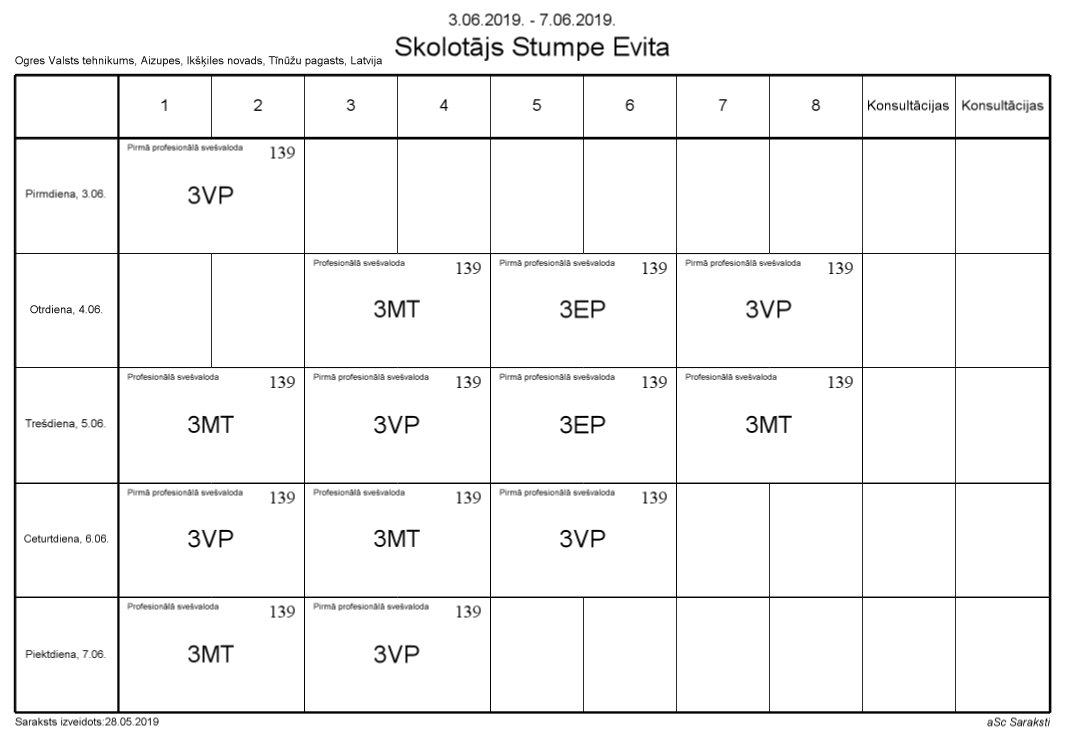 3.06.2019. - 7.06.2019.
Skolotājs Stumpe Evita
Ogres Valsts tehnikums, Aizupes, Ikšķiles novads, Tīnūžu pagasts, Latvija
1 2 3 4 5 6 7 8 Konsultācijas Konsultācijas
Pirmā profesionālā svešvaloda 139
Pirmdiena, 3.06. 3VP
Profesionālā svešvaloda 139 Pirmā profesionālā svešvaloda 139 Pirmā profesionālā svešvaloda 139
Otrdiena, 4.06. 3MT 3EP 3VP
Profesionālā svešvaloda 139 Pirmā profesionālā svešvaloda 139 Pirmā profesionālā svešvaloda 139 Profesionālā svešvaloda 139
Trešdiena, 5.06. 3MT 3VP 3EP 3MT
Pirmā profesionālā svešvaloda 139 Profesionālā svešvaloda 139 Pirmā profesionālā svešvaloda 139
Ceturtdiena, 6.06. 3VP 3MT 3VP
Profesionālā svešvaloda 139 Pirmā profesionālā svešvaloda 139
Piektdiena, 7.06. 3MT 3VP
Saraksts izveidots:28.05.2019 aSc Saraksti